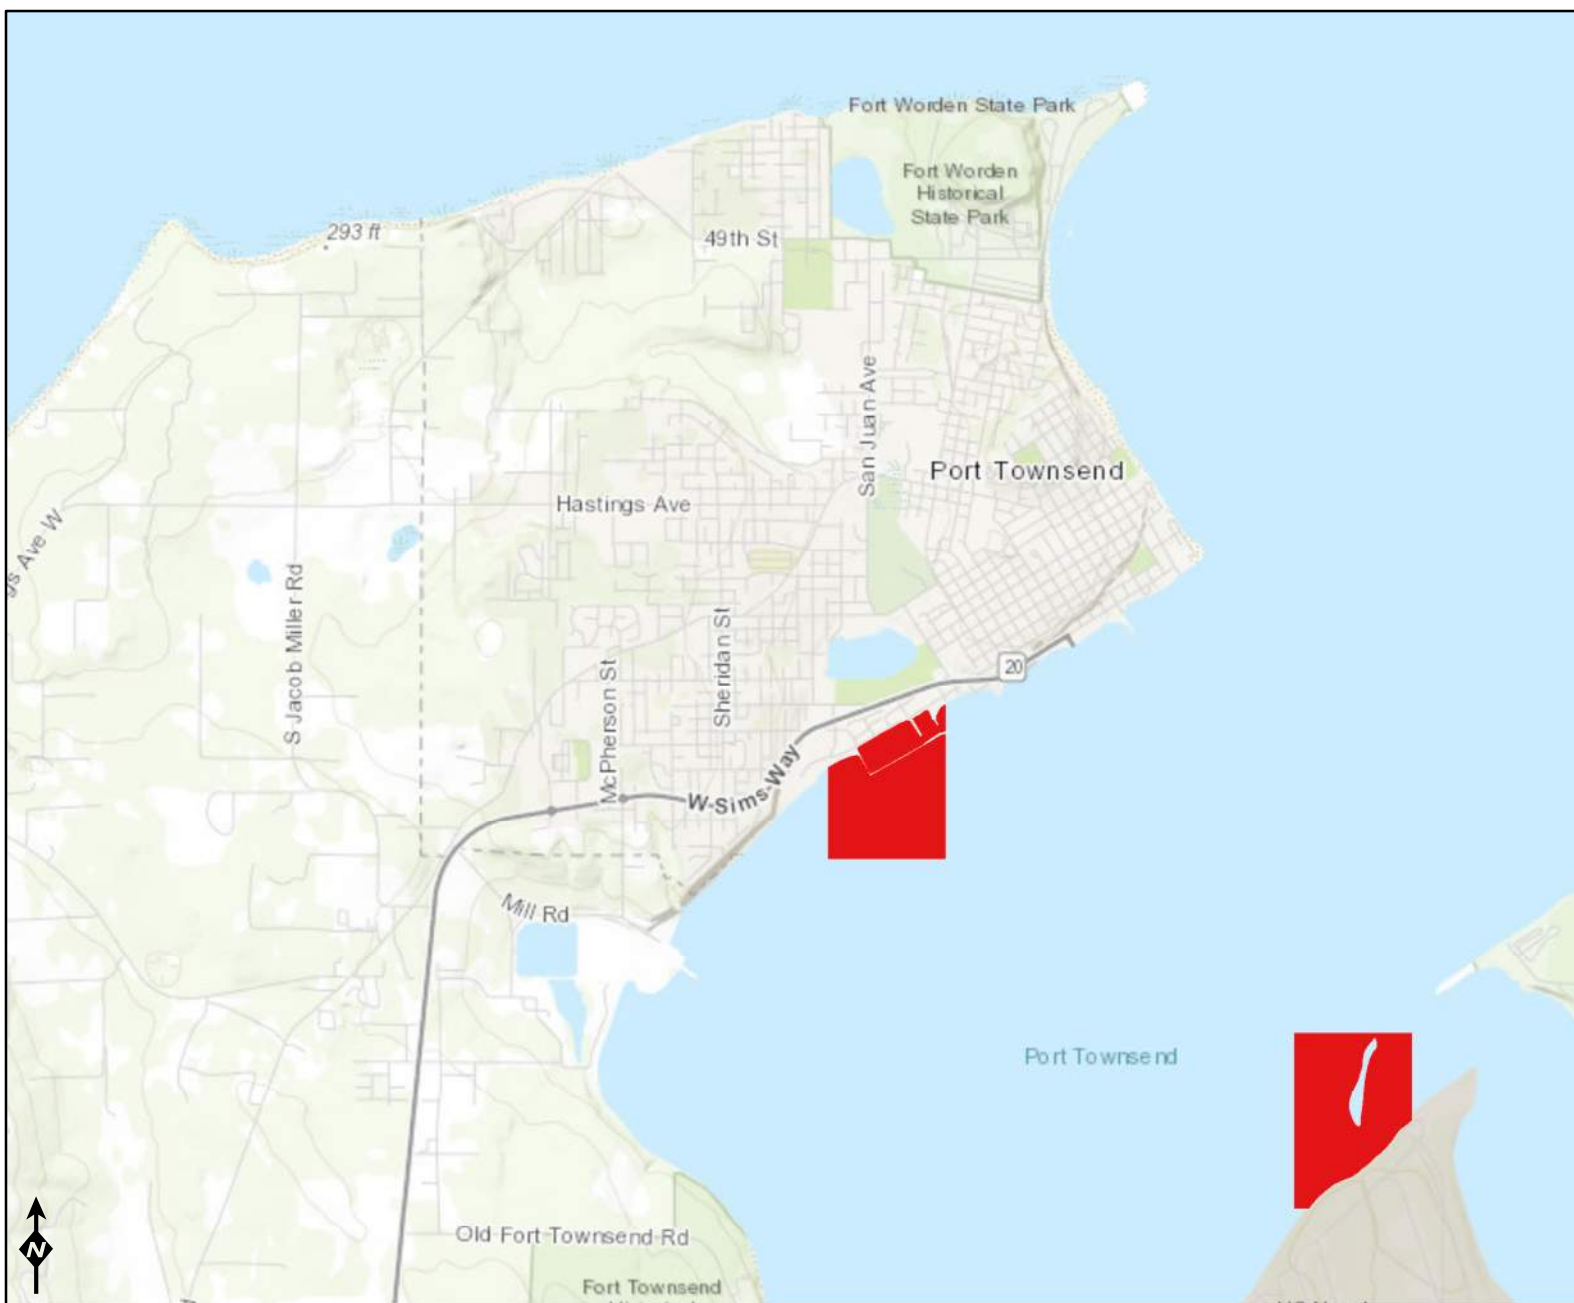 Fort Worden State Park
Fort Worden
Historical
State Park
293 ft
49th St
San Juan Ave
Port Townsend
Hastings Ave
gs Ave W
S Jacob Miller Rd
Sheridan St
McPherson St
20
W Sims Way
Mill Rd
Port Townsend
Old Fort Townsend Rd
Fort Townsend
N